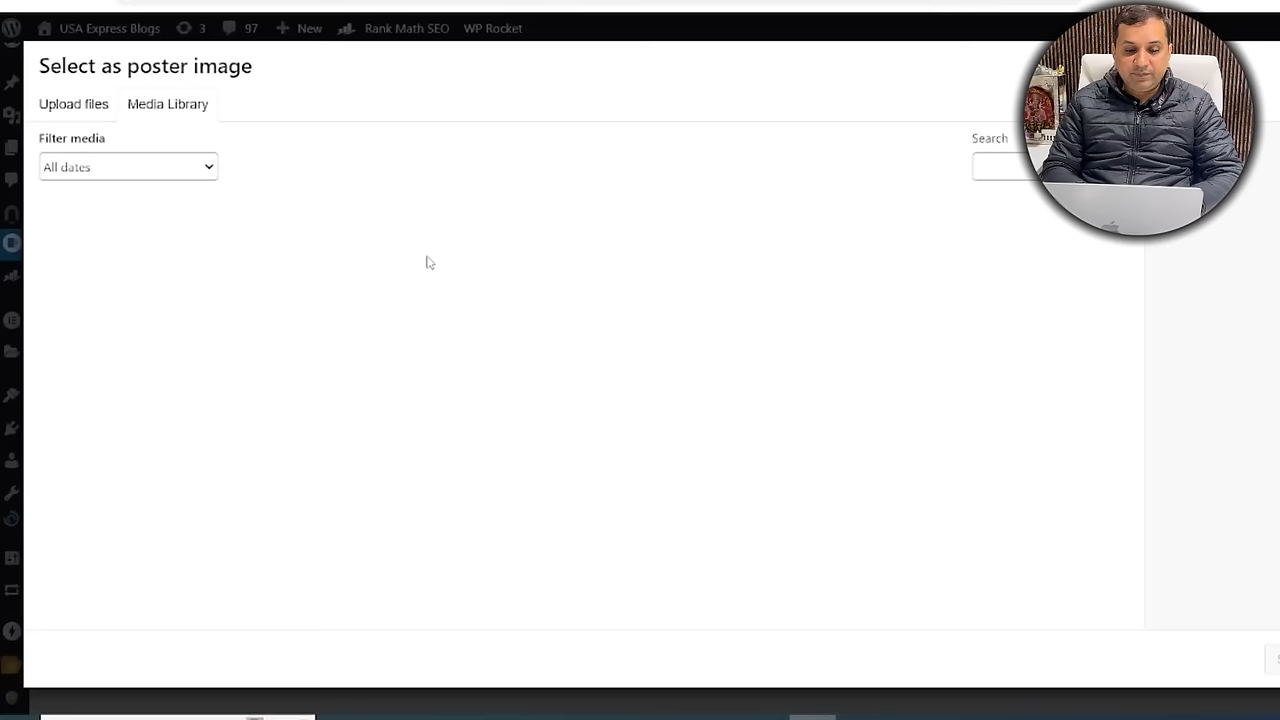 USA Express Blogs 3 97 New Rank Math SEO WP Rocket
Select as poster image
Upload files Media Library
Filter media Search
All dates